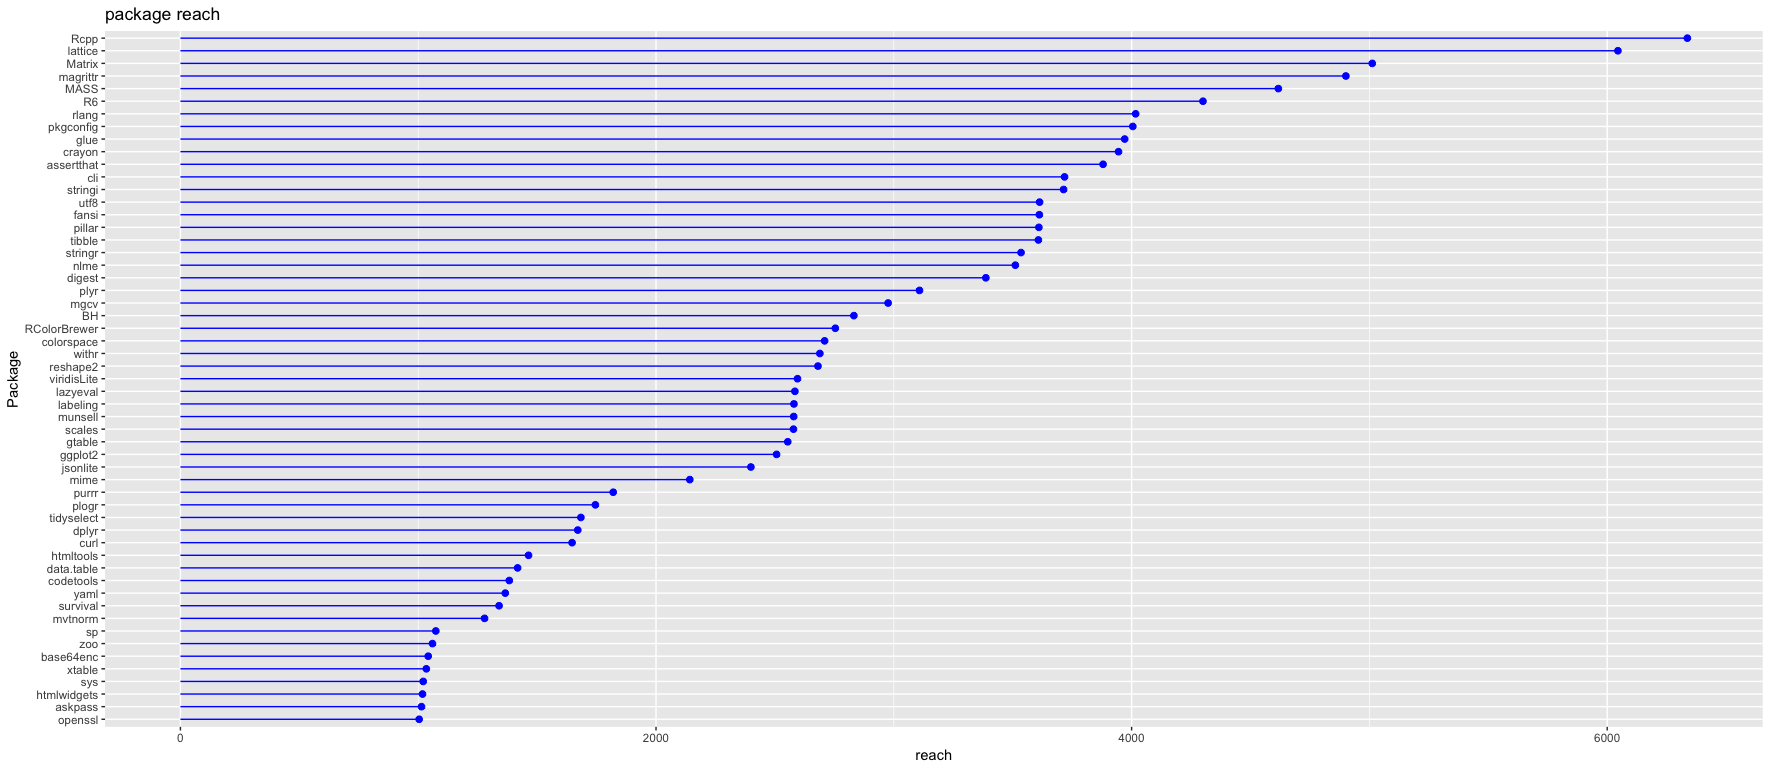 package reach
Rcpp
lattice
Matrix
magrittr
MASS
R6
rlang
pkgconfig
glue
crayon
assertthat
cli
stringi
utf8
fansi
pillar
tibble
stringr
nlme
digest
plyr
mgcv
BH
RColorBrewer
colorspace
withr
reshape2
viridisLite
lazyeval
labeling
munsell
scales
gtable
ggplot2
jsonlite
mime
purrr
plogr
tidyselect
dplyr
curl
htmltools
data.table
codetools
yaml
survival
mvtnorm
sp
zoo
base64enc
xtable
sys
htmlwidgets
askpass
openssl
Package
0 2000 4000 6000
reach